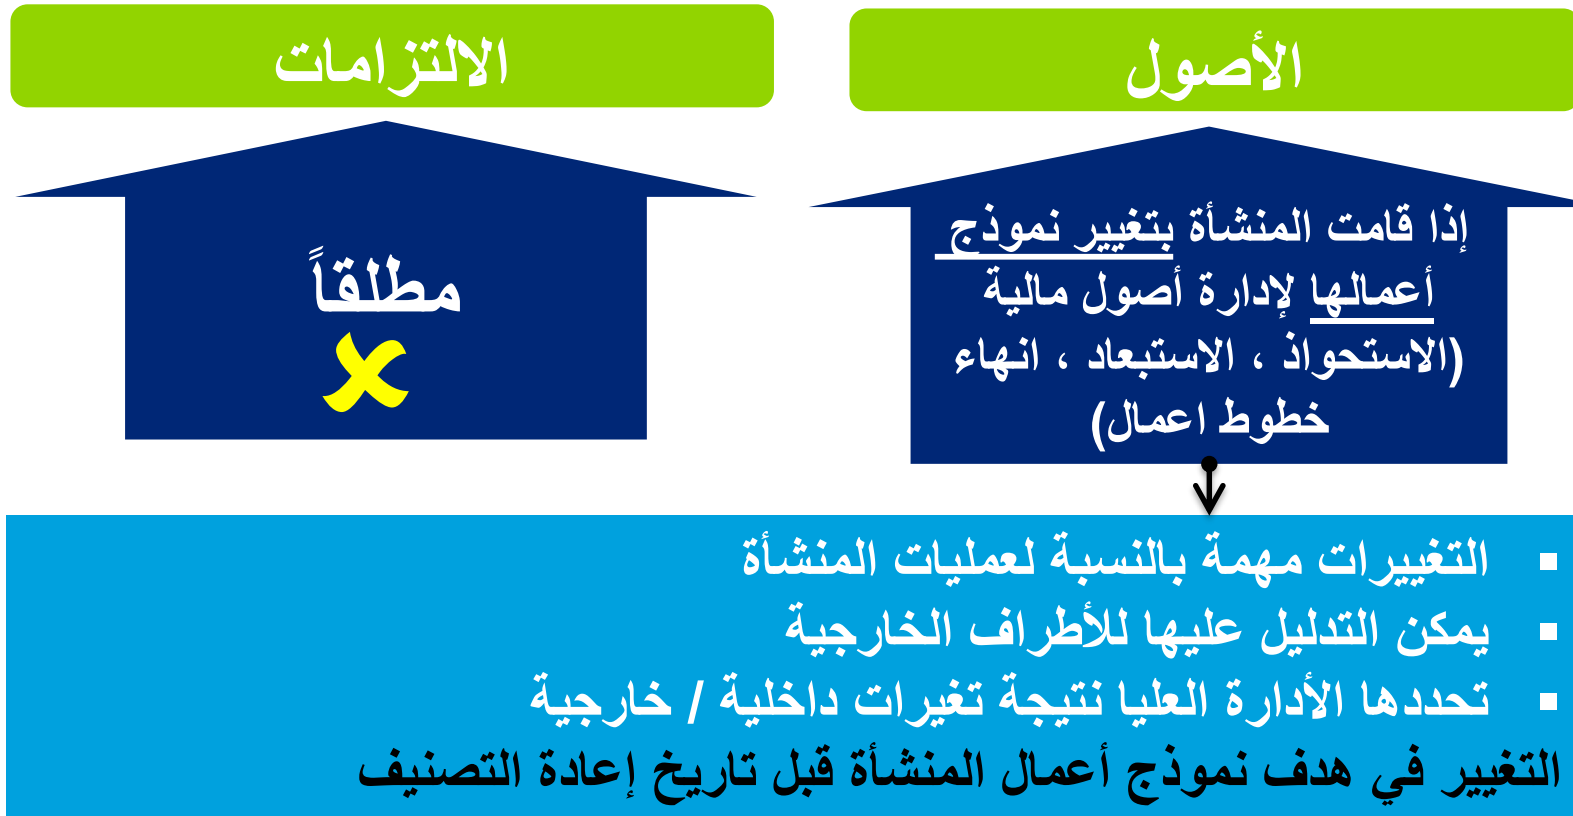 الأصول
إذا قامت المنشأة بتغيير نموذج
أعمالها لإدارة أصول مالية
(الاستحواذ ، الاستبعاد ، انهاء
خطوط اعمال)
الالتزامات
مطلقاً
▪ التغييرات مهمة بالنسبة لعمليات المنشأة
▪ يمكن التدليل عليها للأطراف الخارجية
▪ تحددها الأدارة العليا نتيجة تغيرات داخلية / خارجية
التغيير في هدف نموذج أعمال المنشأة قبل تاريخ إعادة التصنيف